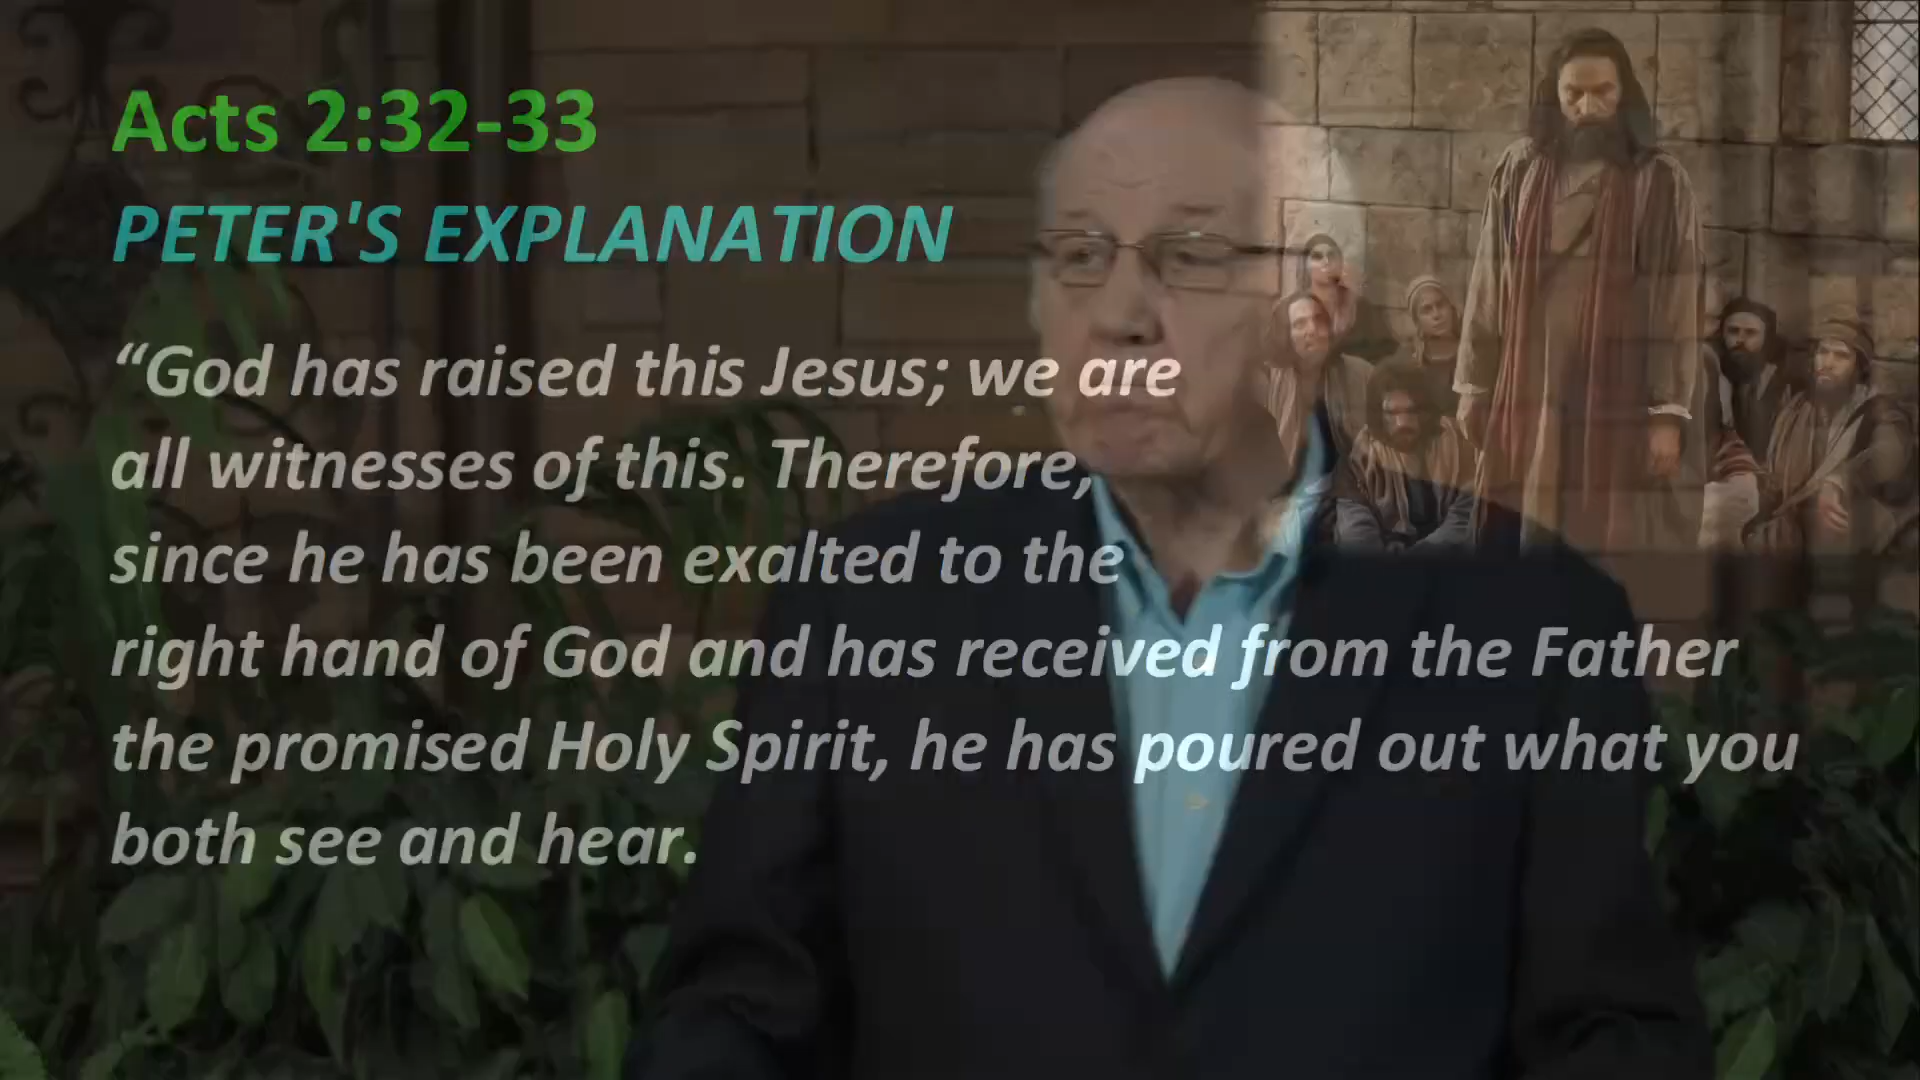 Acts 2:32-33
PETER'S EXPLANATION
“God has raised this Jesus; we are
all witnesses of this. Therefore,
since he has been exalted to the
right hand of God and has received from the Father
the promised Holy Spirit, he has poured out what you
both see and hear.